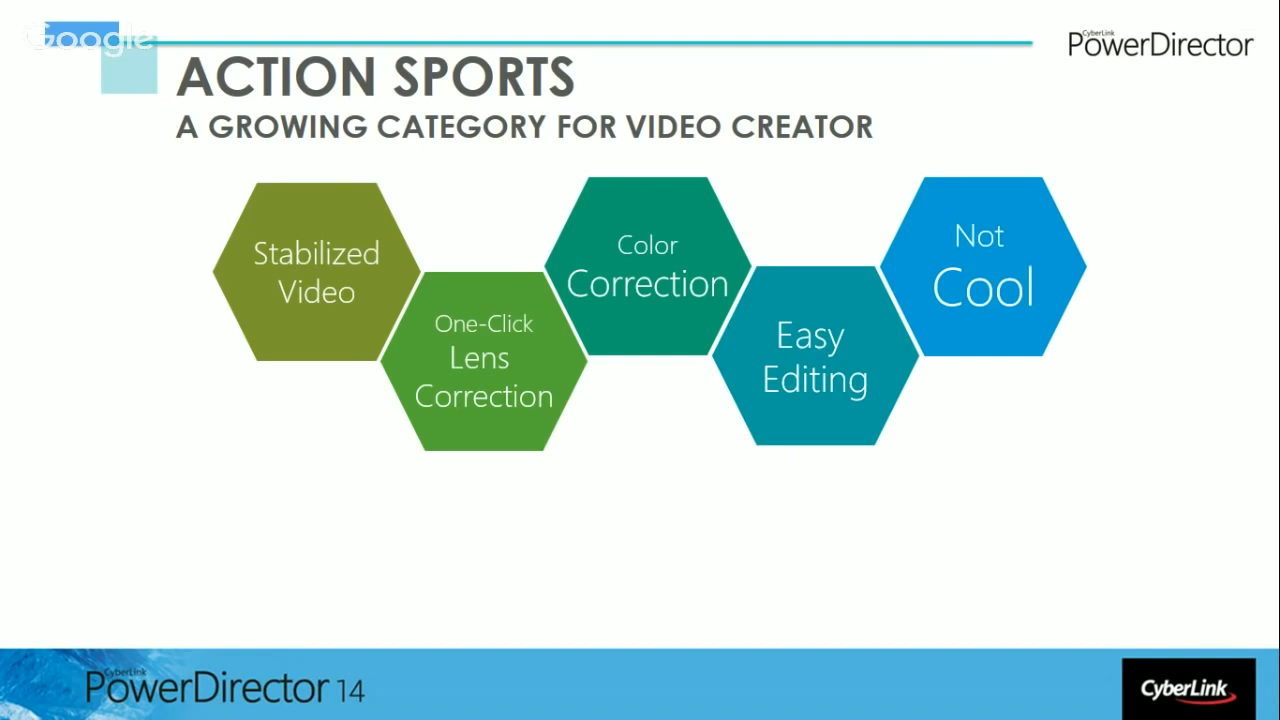 Google
CyberLink
PowerDirector
ACTION SPORTS
A GROWING CATEGORY FOR VIDEO CREATOR
Stabilized
Video
One-Click
Lens
Correction
Color
Correction
Easy
Editing
Not
Cool
CyberLink
PowerDirector 14
CyberLink